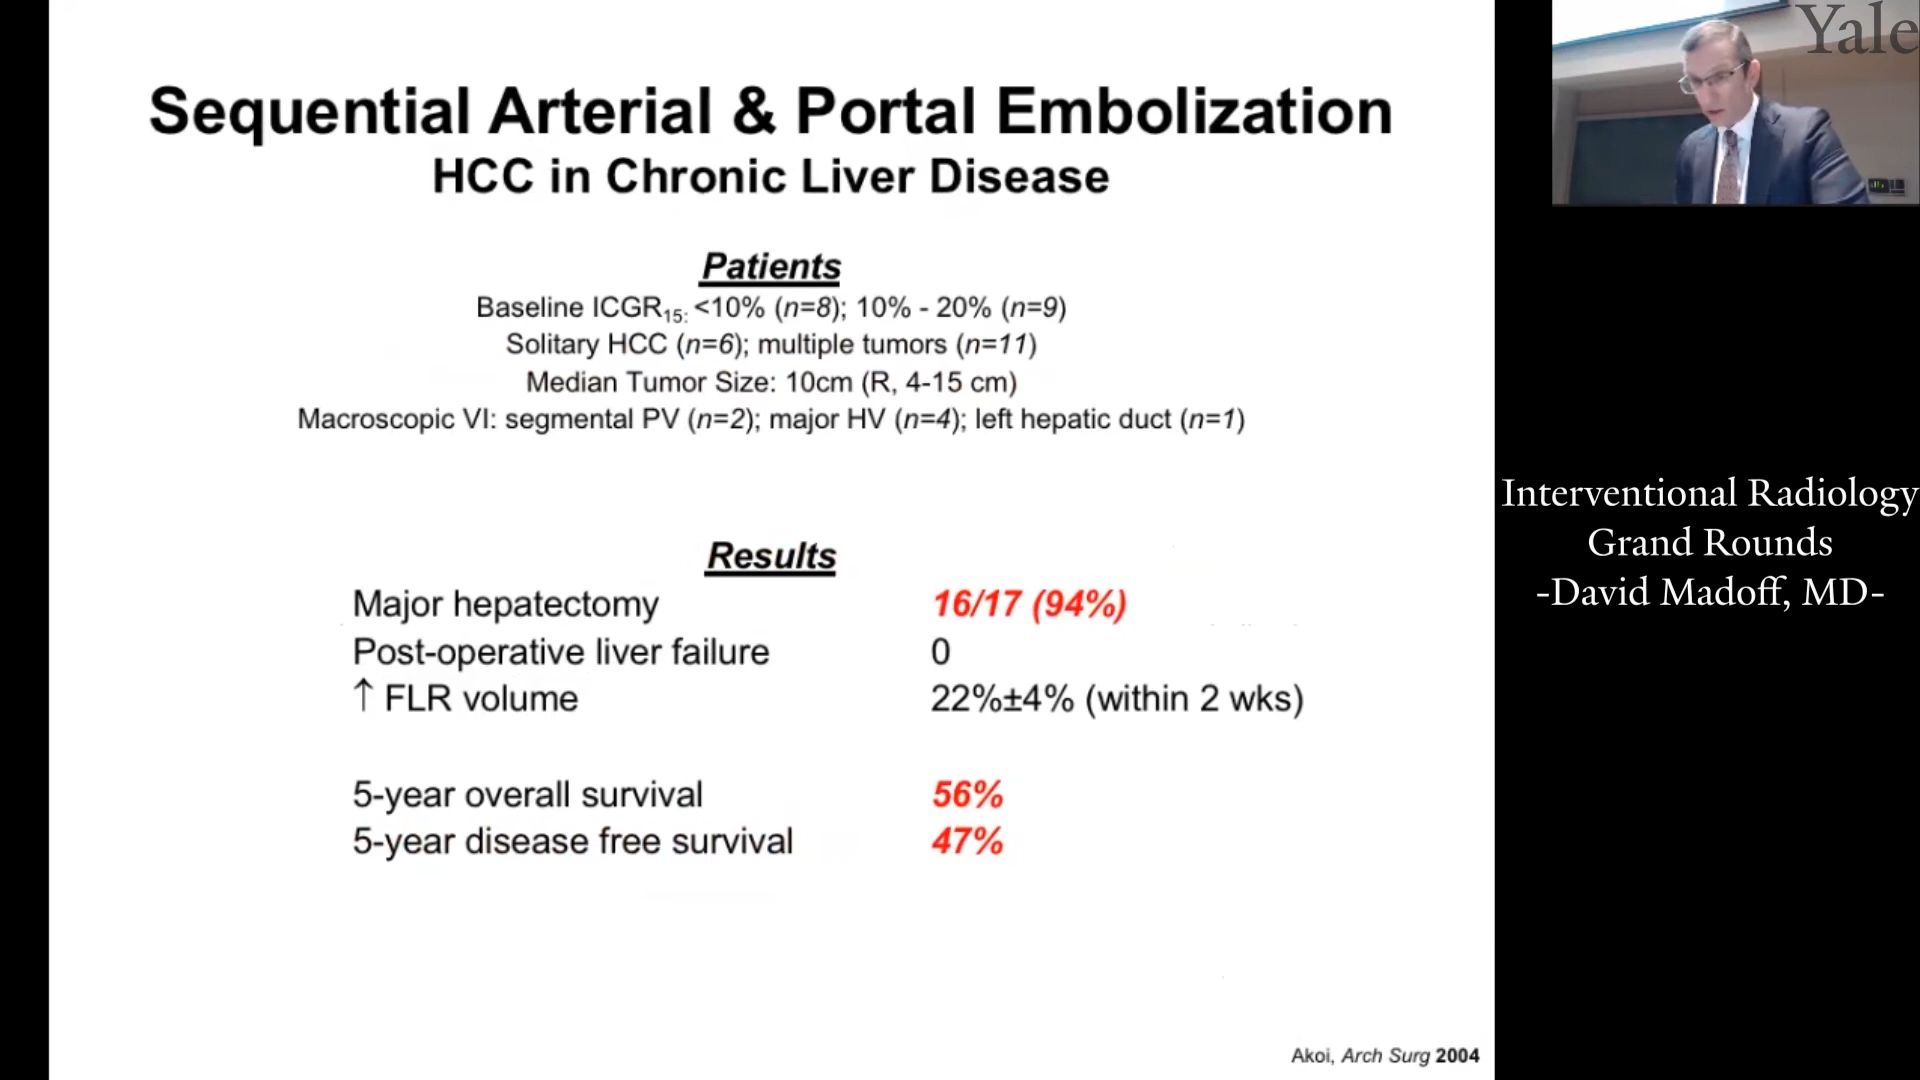 Sequential Arterial & Portal Embolization
HCC in Chronic Liver Disease
Patients
Baseline ICGR15: <10% (n=8); 10% - 20% (n=9)
Solitary HCC (n=6); multiple tumors (n=11)
Median Tumor Size: 10cm (R, 4-15 cm)
Macroscopic VI: segmental PV (n=2); major HV (n=4); left hepatic duct (n=1)
Results
Major hepatectomy 16/17 (94%)
Post-operative liver failure 0
↑ FLR volume 22%±4% (within 2 wks)
5-year overall survival 56%
5-year disease free survival 47%
Akoi, Arch Surg 2004
Yale
Interventional Radiology
Grand Rounds
-David Madoff, MD-